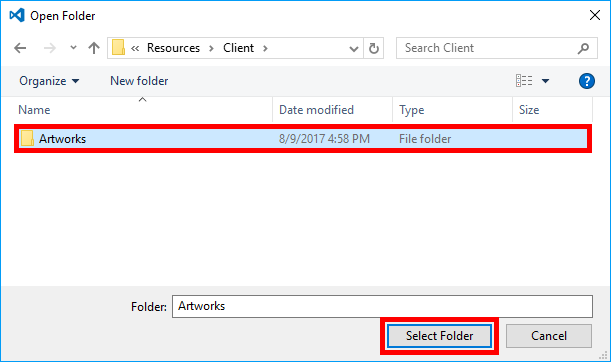 Open Folder
« Resources > Client > Search Client
Organize New folder ?
Name Date modified Type Size
Artworks 8/9/2017 4:58 PM File folder
Folder: Artworks
Select Folder Cancel